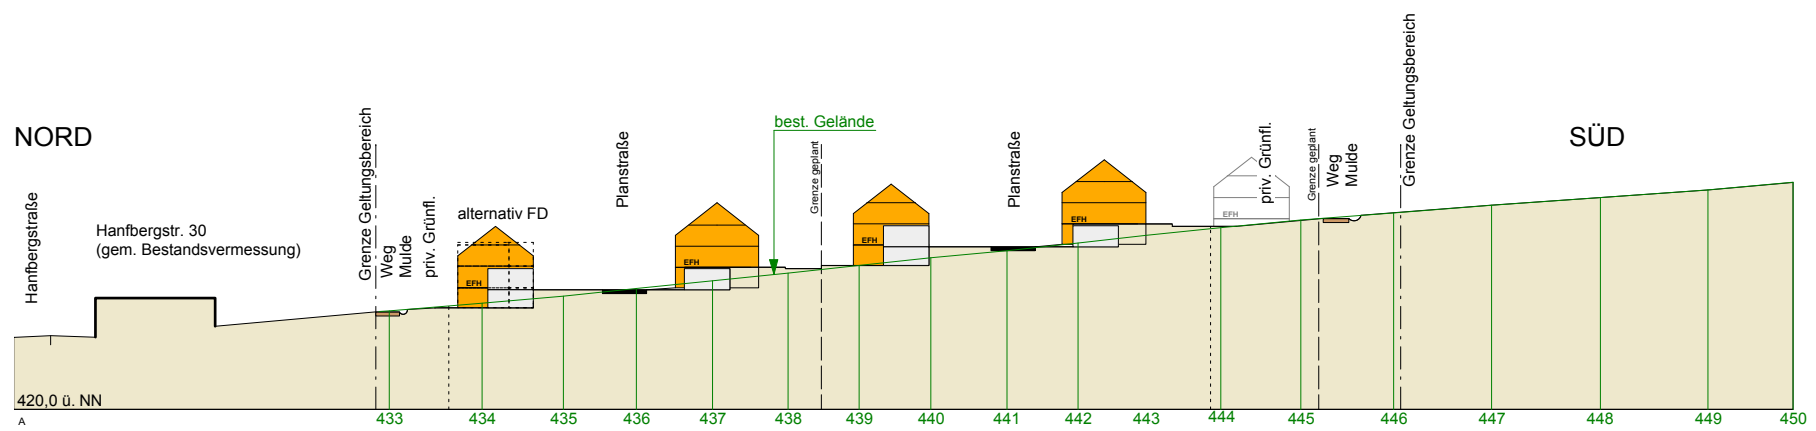 NORD
Hanfbergstraße
Hanfbergstr. 30
(gem. Bestandsvermessung)
Grenze Geltungsbereich
Weg
Mulde
priv. Grünfl.
alternativ FD
EFH
Planstraße
EFH
best. Gelände
Grenze geplant
EFH
Planstraße
EFH
EFH
priv. Grünfl.
Grenze geplant
Weg
Mulde
Grenze Geltungsbereich
SÜD
420,0 ü. NN
A
433
434
435
436
437
438
439
440
441
442
443
444
445
446
447
448
449
450